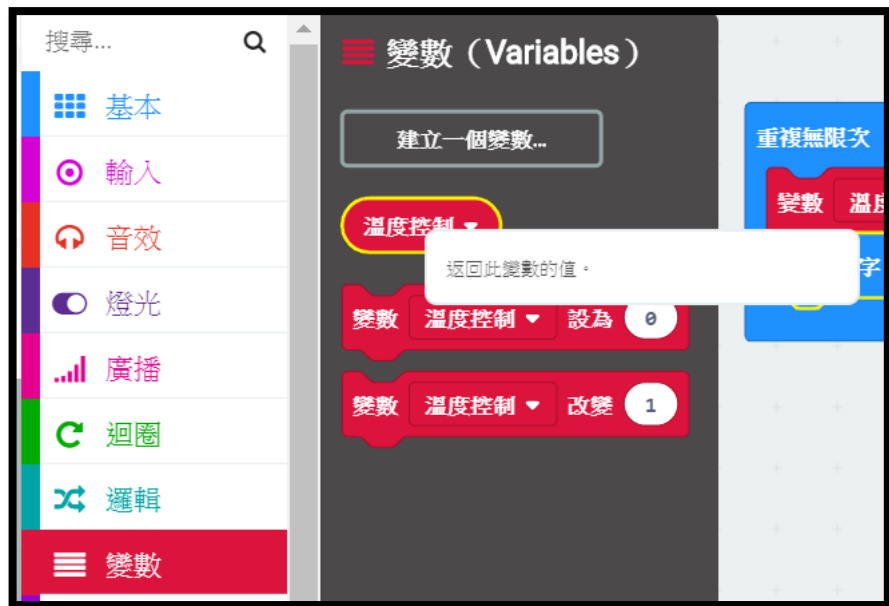 搜尋...
基本
輸入
音效
燈光
廣播
迴圈
邏輯
變數
變數（Variables）
建立一個變數...
溫度控制
返回此變數的值。
變數 溫度控制 設為 0
變數 溫度控制 改變 1
重複無限次
變數 溫
字